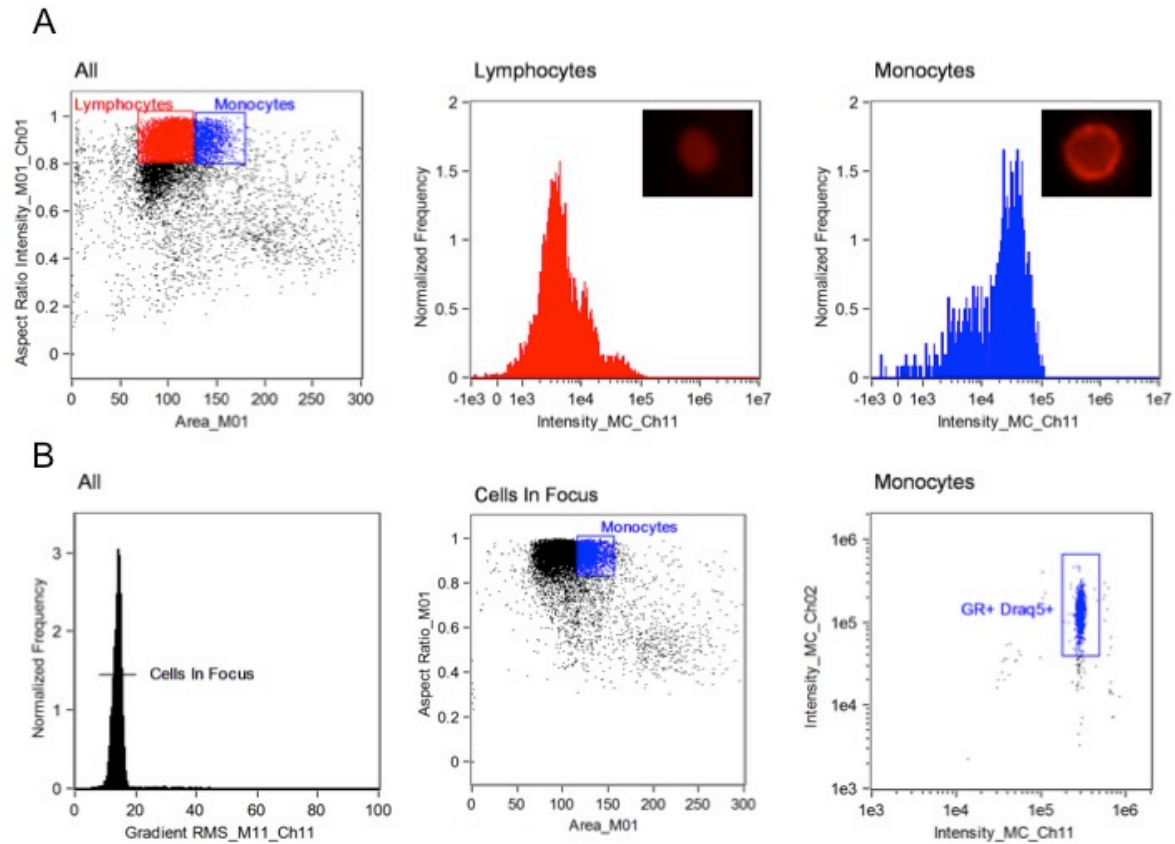 A
All
Lymphocytes
Monocytes
Lymphocytes Monocytes
Aspect Ratio Intensity_M01_Ch01
1
0.8
0.6
0.4
0.2
0
0 50 100 150 200 250 300
Area_M01
Normalized Frequency
2
1.5
1
0.5
0
-1e3 0 1e3 1e4 1e5 1e6 1e7
Intensity_MC_Ch11
Normalized Frequency
2
1.5
1
0.5
0
-1e3 0 1e3 1e4 1e5 1e6 1e7
Intensity_MC_Ch11
B
All
Normalized Frequency
3
2
1
0
Cells In Focus
0 20 40 60 80 100
Gradient RMS_M11_Ch11
Cells In Focus
Monocytes
Aspect Ratio_M01
1
0.8
0.6
0.4
0.2
0
0 50 100 150 200 250 300
Area_M01
Monocytes
Intensity_MC_Ch02
1e6
1e5
1e4
1e3
GR+ Draq5+
1e3 1e4 1e5 1e6
Intensity_MC_Ch11